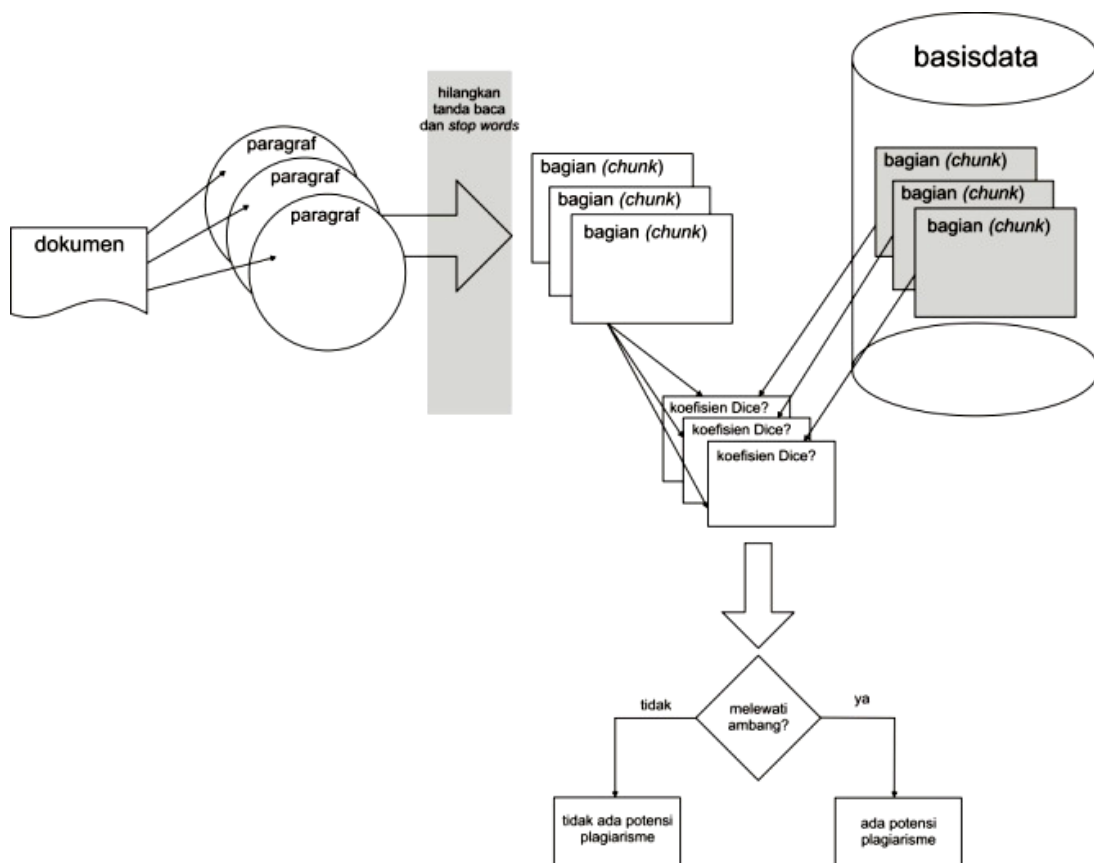 basisdata
hilangkan
tanda baca
dan stop words
paragraf
paragraf
paragraf
dokumen
bagian (chunk)
bagian (chunk)
bagian (chunk)
bagian (chunk)
bagian (chunk)
bagian (chunk)
koefisien Dice?
koefisien Dice?
koefisien Dice?
tidak
melewati
ambang?
ya
tidak ada potensi
plagiarisme
ada potensi
plagiarisme